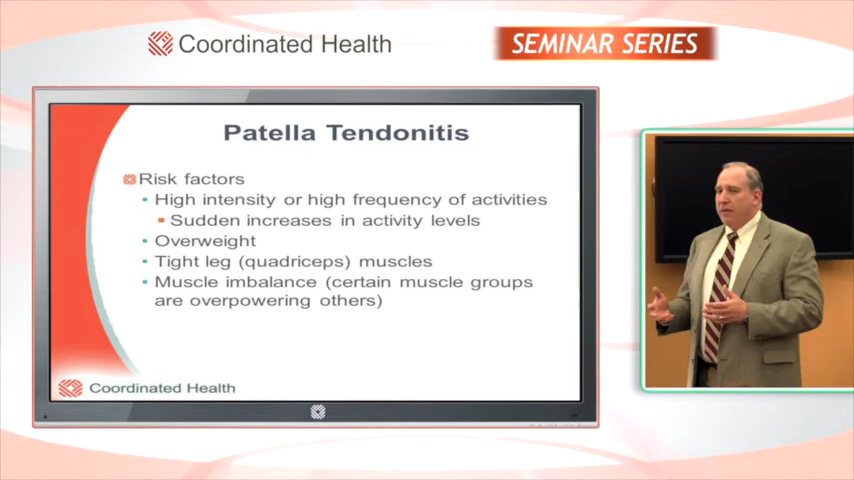 Coordinated Health
SEMINAR SERIES
Patella Tendonitis
Risk factors
• High intensity or high frequency of activities
▪ Sudden increases in activity levels
• Overweight
• Tight leg (quadriceps) muscles
• Muscle imbalance (certain muscle groups
are overpowering others)
Coordinated Health